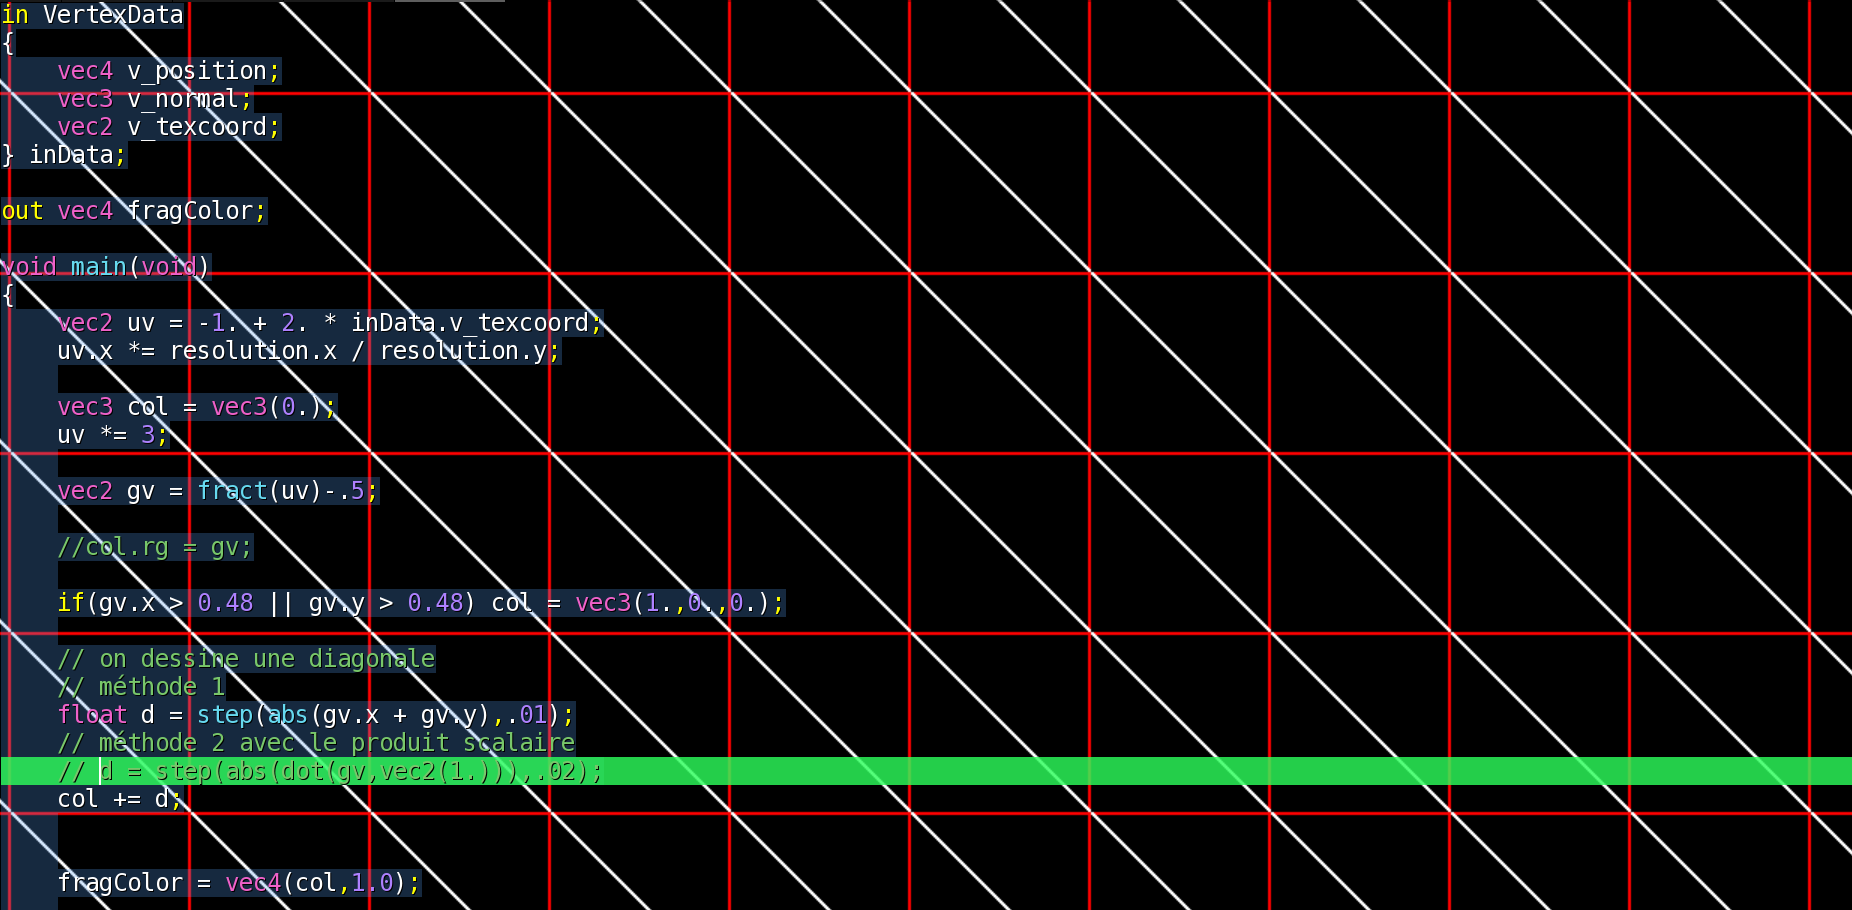 in VertexData
{
    vec4 v_position;
    vec3 v_normal;
    vec2 v_texcoord;
} inData;

out vec4 fragColor;

void main(void)
{
    vec2 uv = -1. + 2. * inData.v_texcoord;
    uv.x *= resolution.x / resolution.y;

    vec3 col = vec3(0.);
    uv *= 3;

    vec2 gv = fract(uv)-.5;

    //col.rg = gv;

    if(gv.x > 0.48 || gv.y > 0.48) col = vec3(1.,0.,0.);

    // on dessine une diagonale
    // méthode 1
    float d = step(abs(gv.x + gv.y),.01);
    // méthode 2 avec le produit scalaire
    // d = step(abs(dot(gv,vec2(1.))),.02);
    col += d;


    fragColor = vec4(col,1.0);